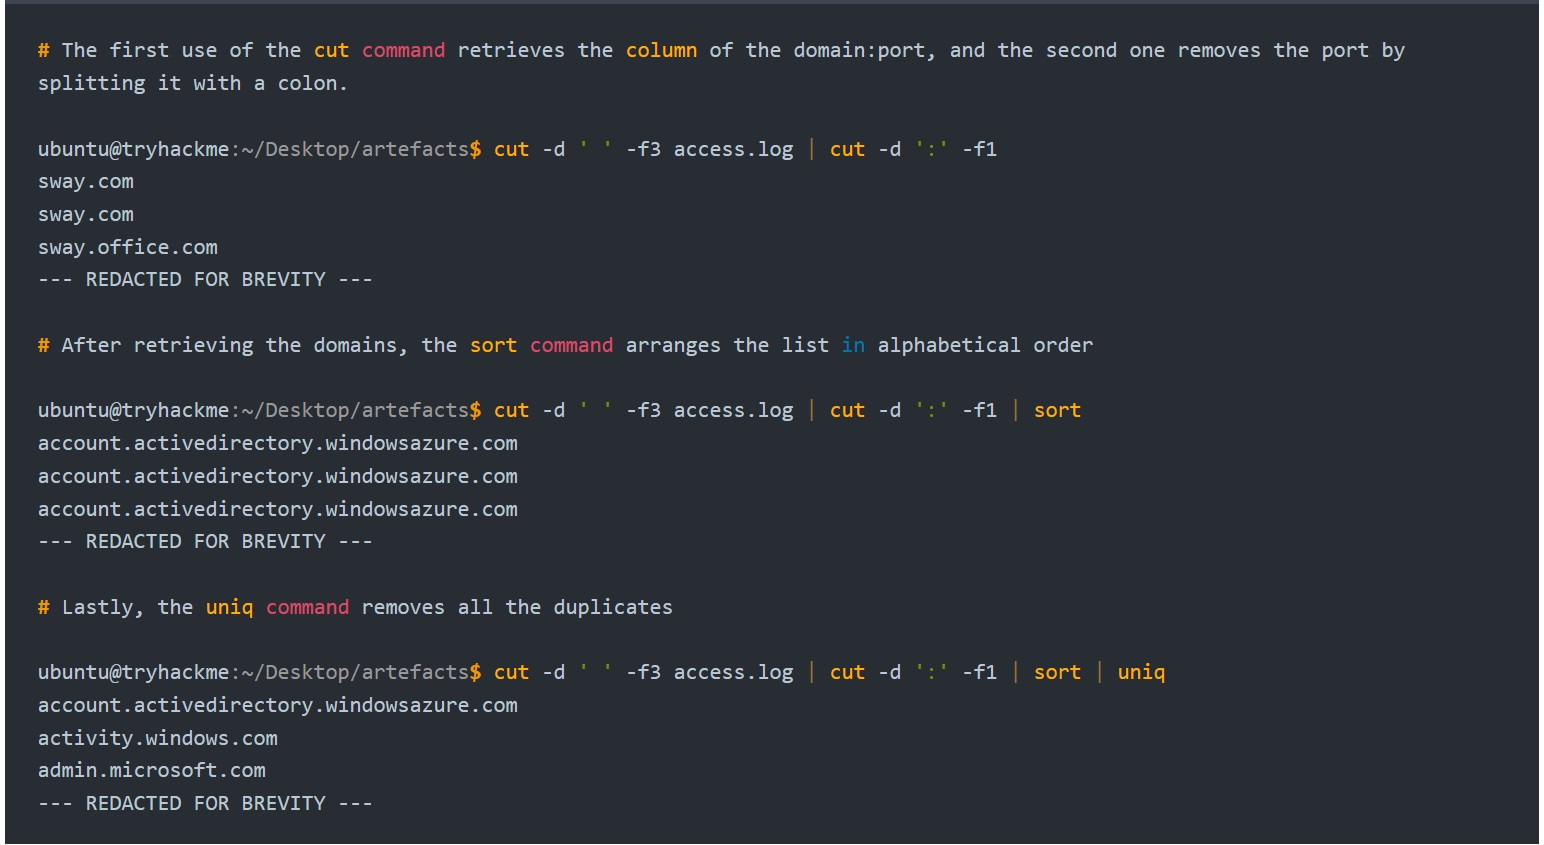 # The first use of the cut command retrieves the column of the domain:port, and the second one removes the port by
splitting it with a colon.
ubuntu@tryhackme:~/Desktop/artefacts$ cut -d ' ' -f3 access.log | cut -d ':' -f1
sway.com
sway.com
sway.office.com
--- REDACTED FOR BREVITY ---
# After retrieving the domains, the sort command arranges the list in alphabetical order
ubuntu@tryhackme:~/Desktop/artefacts$ cut -d ' ' -f3 access.log | cut -d ':' -f1 | sort
account.activedirectory.windowsazure.com
account.activedirectory.windowsazure.com
account.activedirectory.windowsazure.com
--- REDACTED FOR BREVITY ---
# Lastly, the uniq command removes all the duplicates
ubuntu@tryhackme:~/Desktop/artefacts$ cut -d ' ' -f3 access.log | cut -d ':' -f1 | sort | uniq
account.activedirectory.windowsazure.com
activity.windows.com
admin.microsoft.com
--- REDACTED FOR BREVITY ---